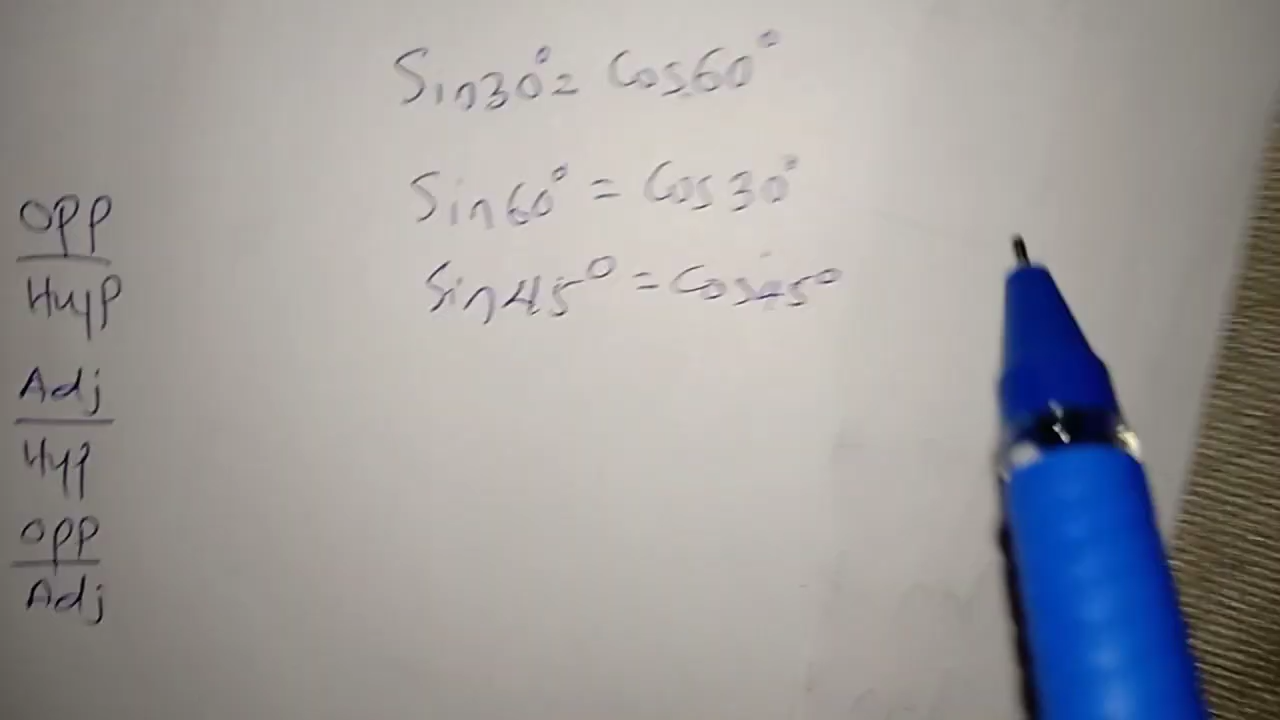 Sin30°= Cos60°
Sin60° = Cos30°
Sin45° = Cos45°
Opp
Hyp
Adj
Hyp
Opp
Adj